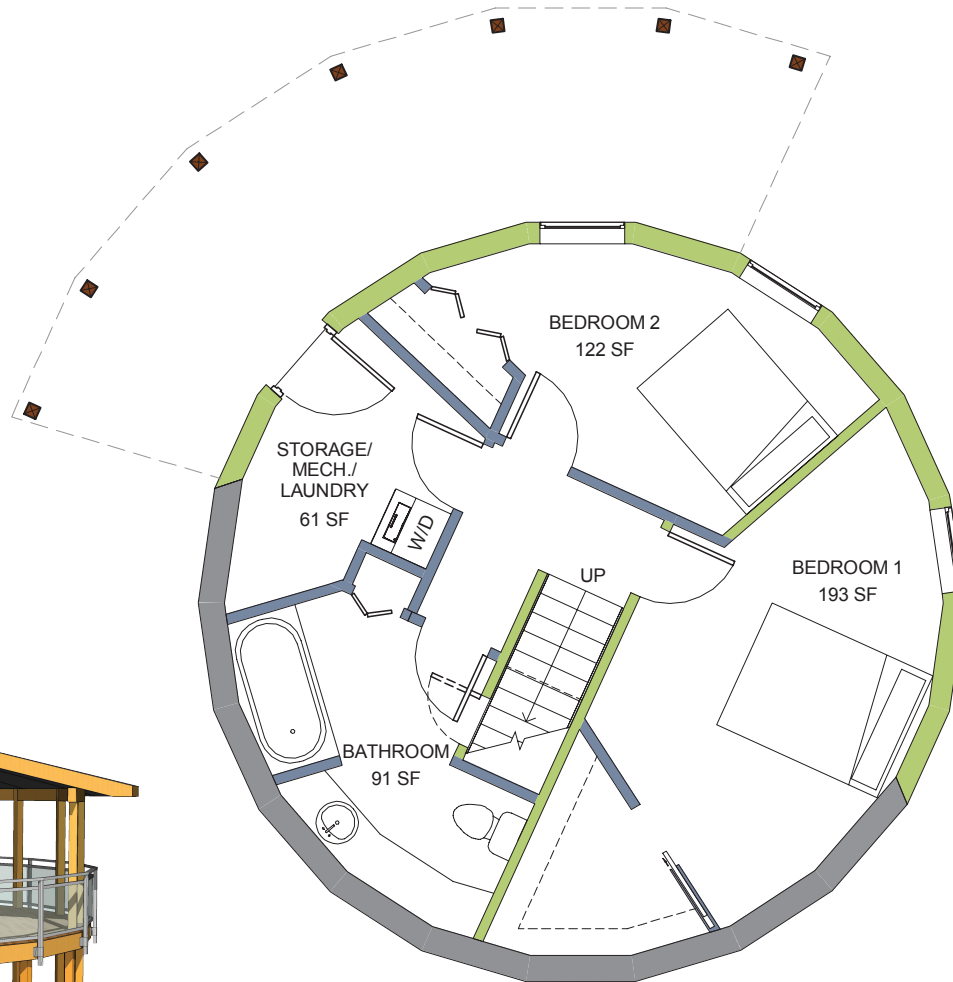 BEDROOM 2
122 SF
STORAGE/
MECH./
LAUNDRY
61 SF
W/D
UP
BEDROOM 1
193 SF
BATHROOM
91 SF